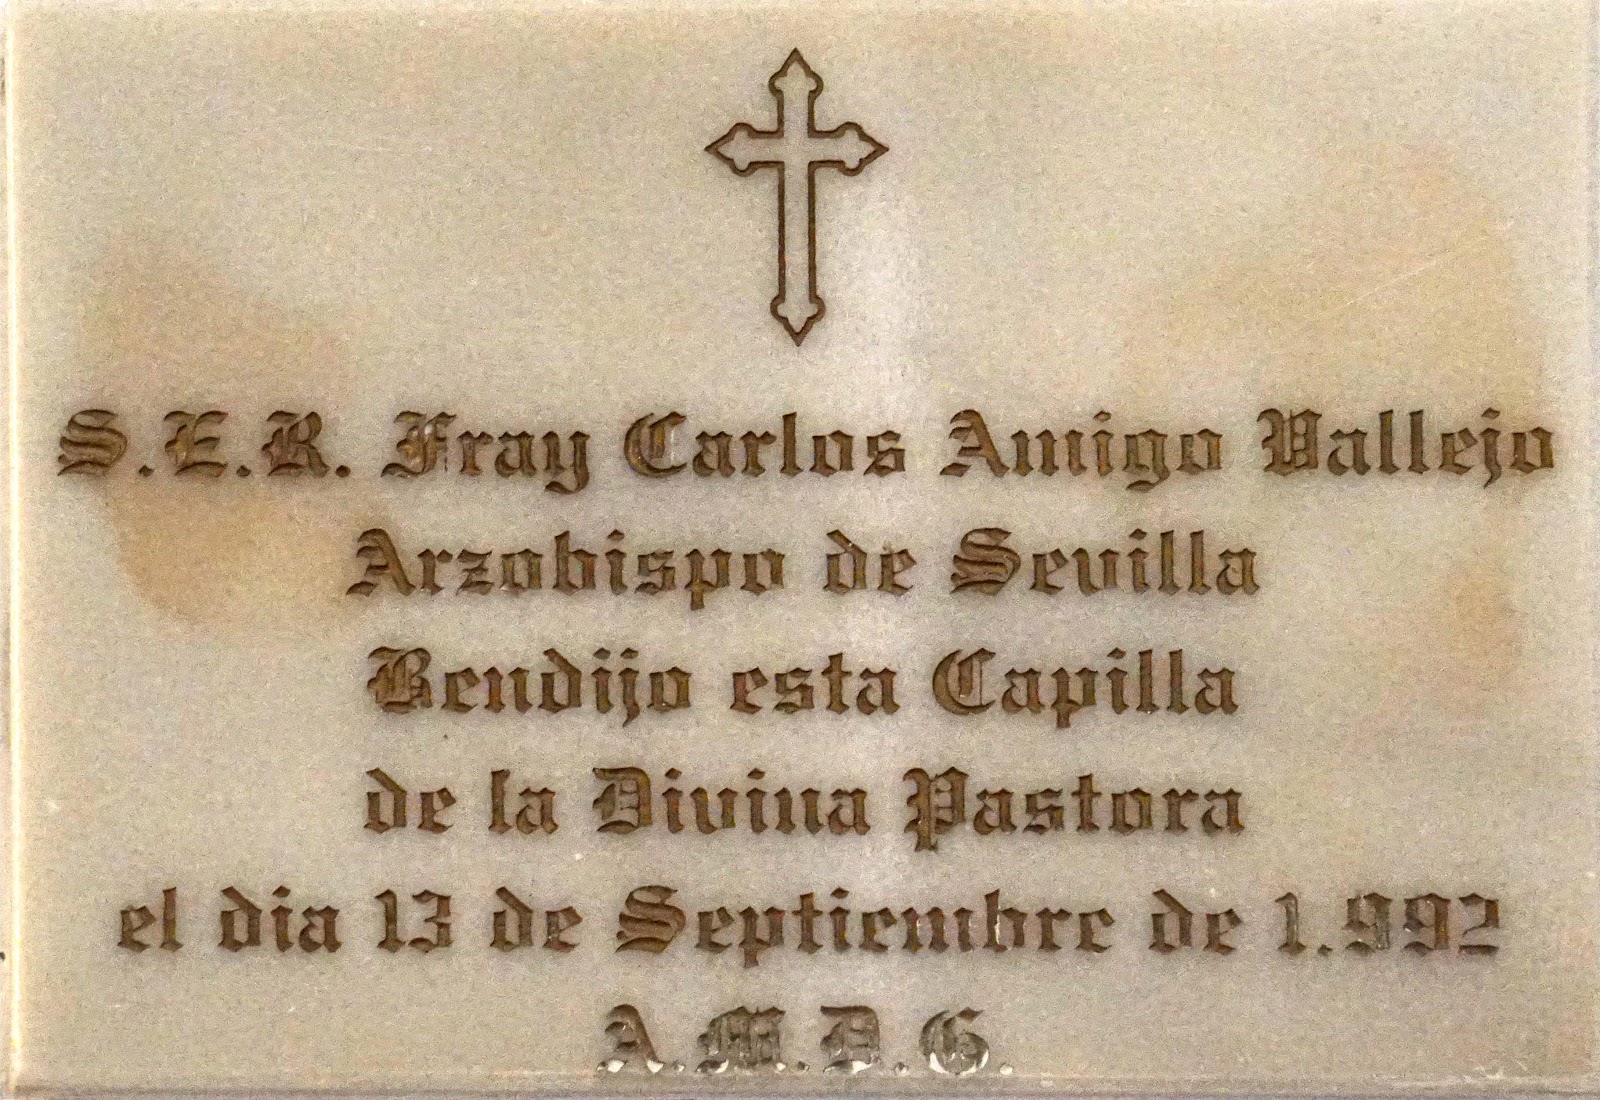 S.E.R. Fray Carlos Amigo Vallejo
Arzobispo de Sevilla
Bendijo esta Capilla
de la Divina Pastora
el dia 13 de Septiembre de 1.992
A.M.D.G.